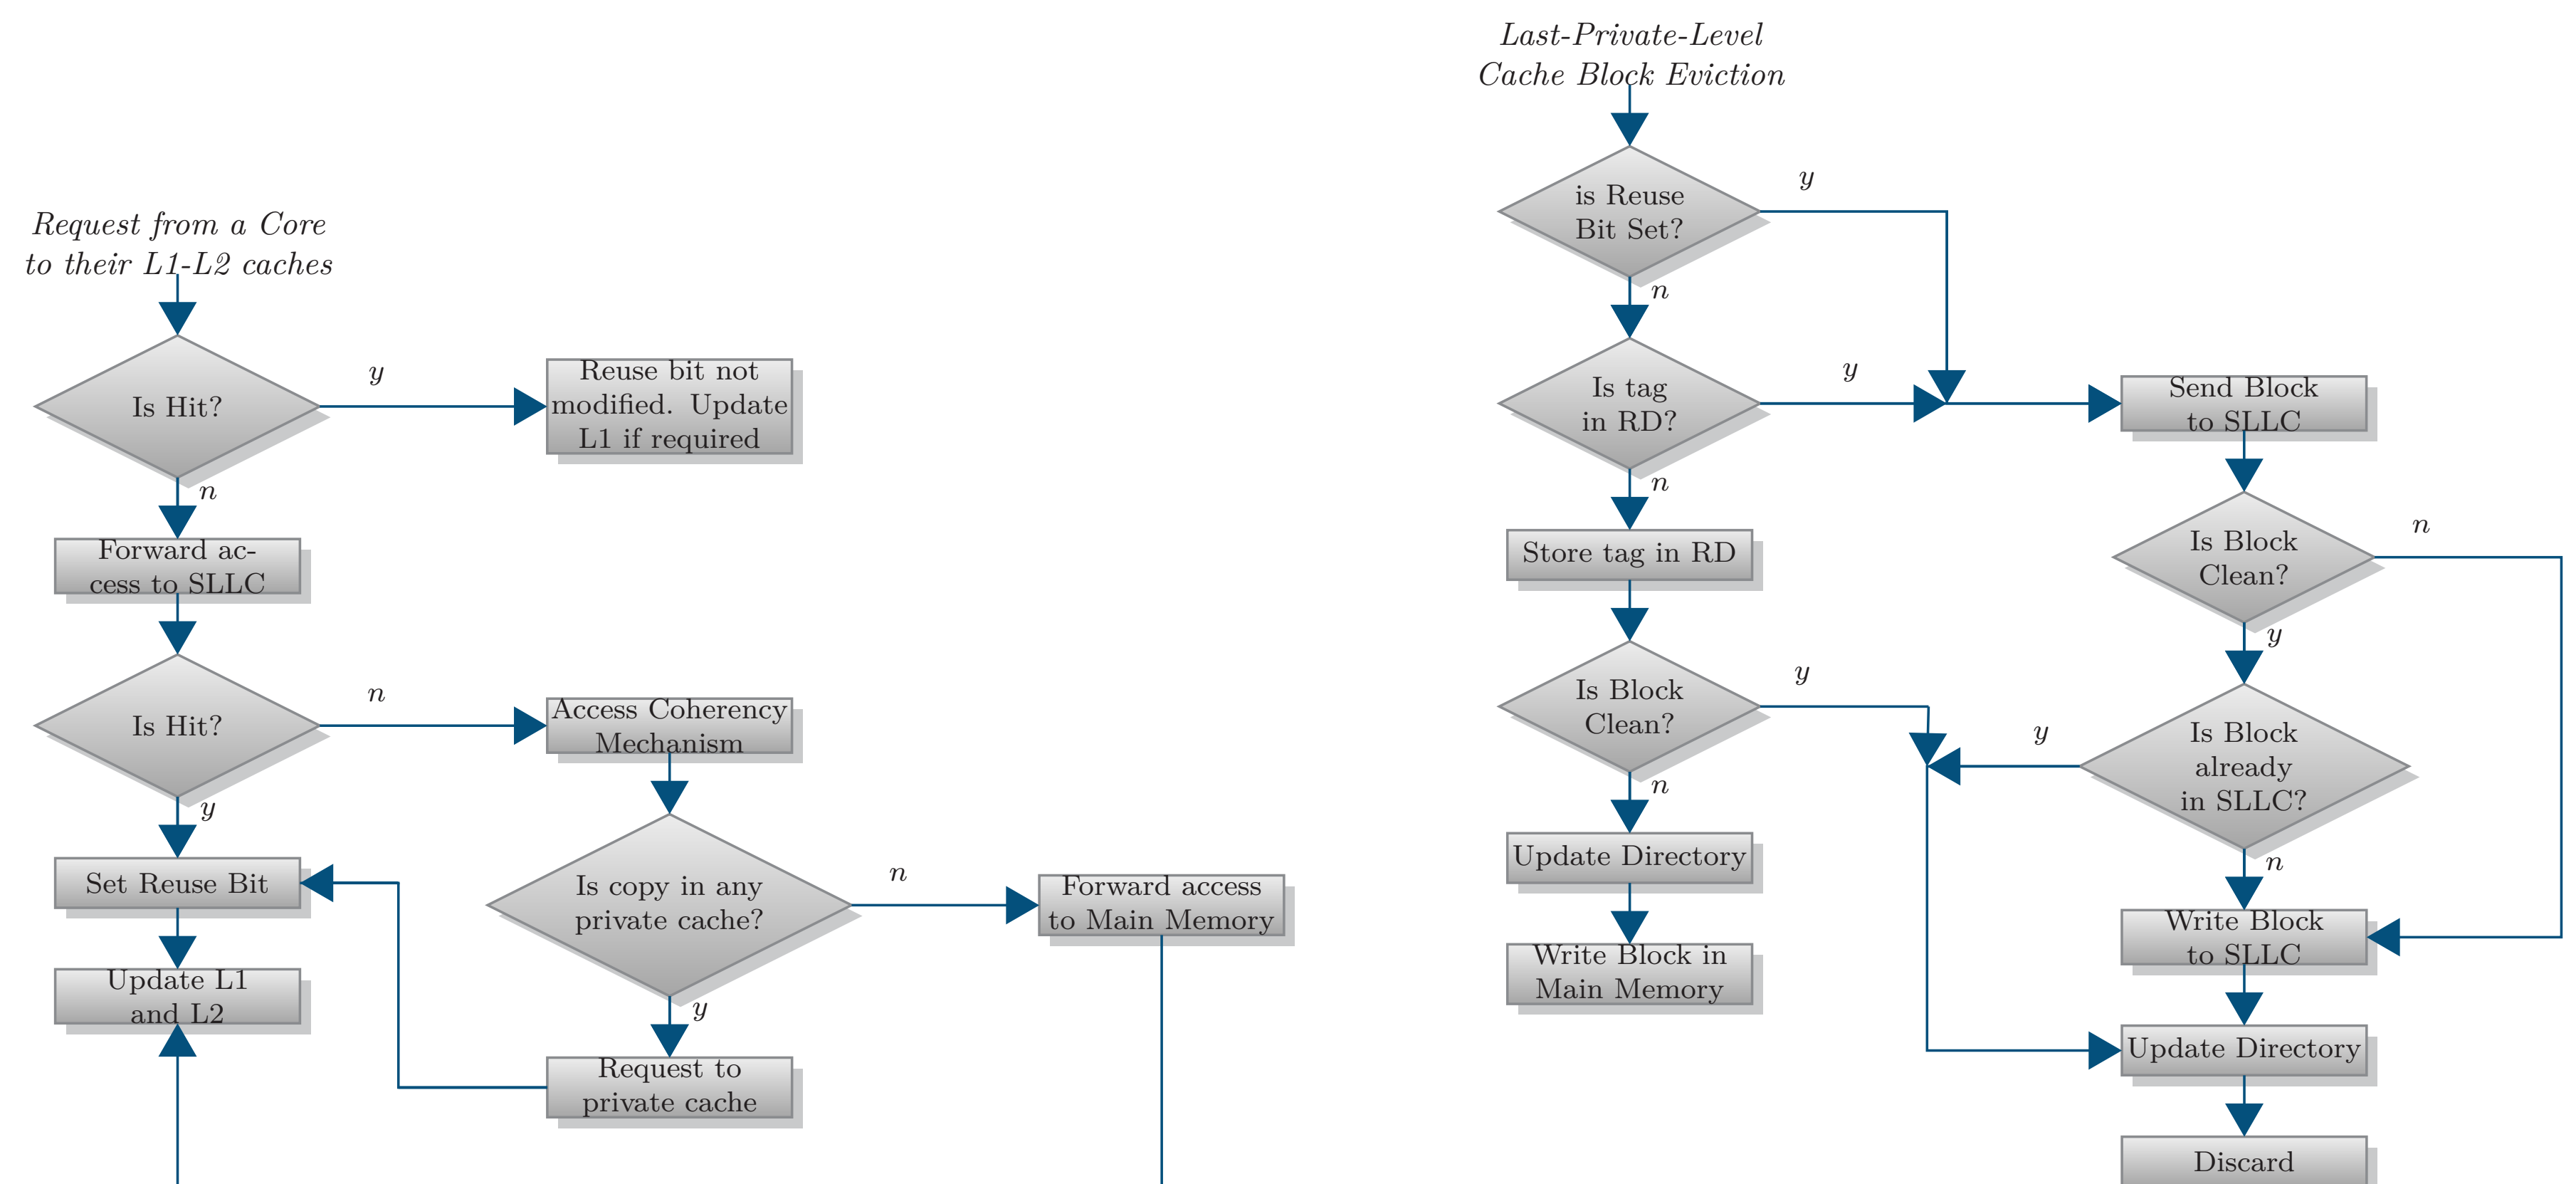 Request from a Core
to their L1-L2 caches
Is Hit?
y
Reuse bit not
modified. Update
L1 if required
n
Forward ac-
cess to SLLC
Is Hit?
n
Access Coherency
Mechanism
y
Set Reuse Bit
Is copy in any
private cache?
n
Forward access
to Main Memory
Update L1
and L2
y
Request to
private cache
Last-Private-Level
Cache Block Eviction
is Reuse
Bit Set?
y
n
Is tag
in RD?
y
Send Block
to SLLC
n
Store tag in RD
Is Block
Clean?
n
y
Is Block
Clean?
y
Is Block
already
in SLLC?
y
n
Update Directory
n
Write Block
to SLLC
Write Block in
Main Memory
Update Directory
Discard